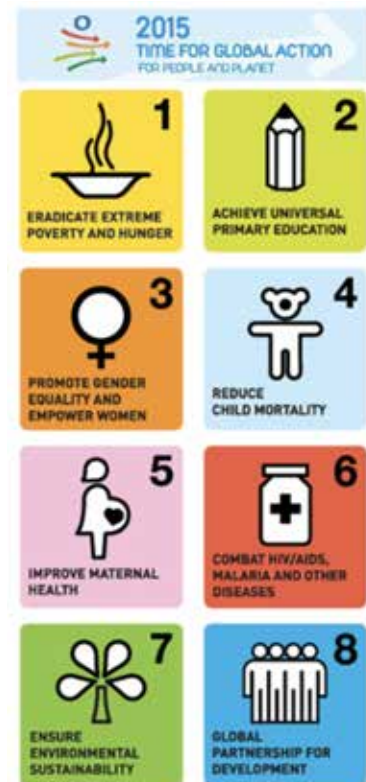 2015
TIME FOR GLOBAL ACTION
FOR PEOPLE AND PLANET
1
ERADICATE EXTREME
POVERTY AND HUNGER
2
ACHIEVE UNIVERSAL
PRIMARY EDUCATION
3
PROMOTE GENDER
EQUALITY AND
EMPOWER WOMEN
4
REDUCE
CHILD MORTALITY
5
IMPROVE MATERNAL
HEALTH
6
COMBAT HIV/AIDS,
MALARIA AND OTHER
DISEASES
7
ENSURE
ENVIRONMENTAL
SUSTAINABILITY
8
GLOBAL
PARTNERSHIP FOR
DEVELOPMENT